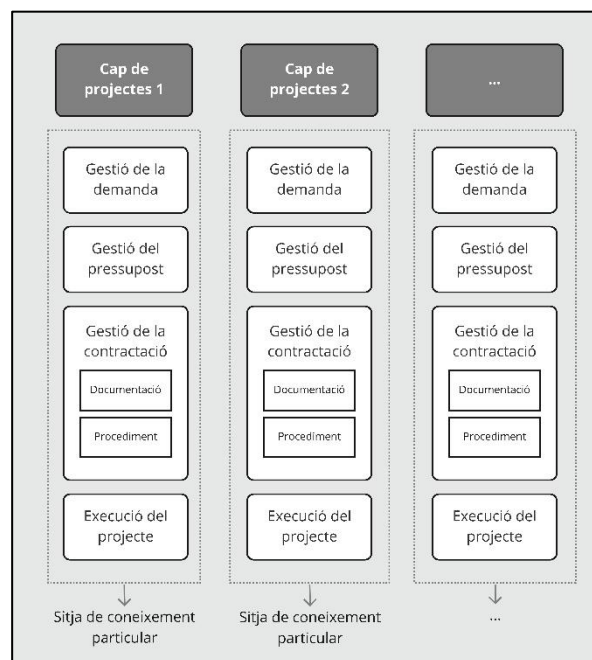 Cap de
projectes 1
Gestió de la
demanda
Gestió del
pressupost
Gestió de la
contractació
Documentació
Procediment
Execució del
projecte
Sitja de coneixement
particular
Cap de
projectes 2
Gestió de la
demanda
Gestió del
pressupost
Gestió de la
contractació
Documentació
Procediment
Execució del
projecte
Sitja de coneixement
particular
...
Gestió de la
demanda
Gestió del
pressupost
Gestió de la
contractació
Documentació
Procediment
Execució del
projecte
...